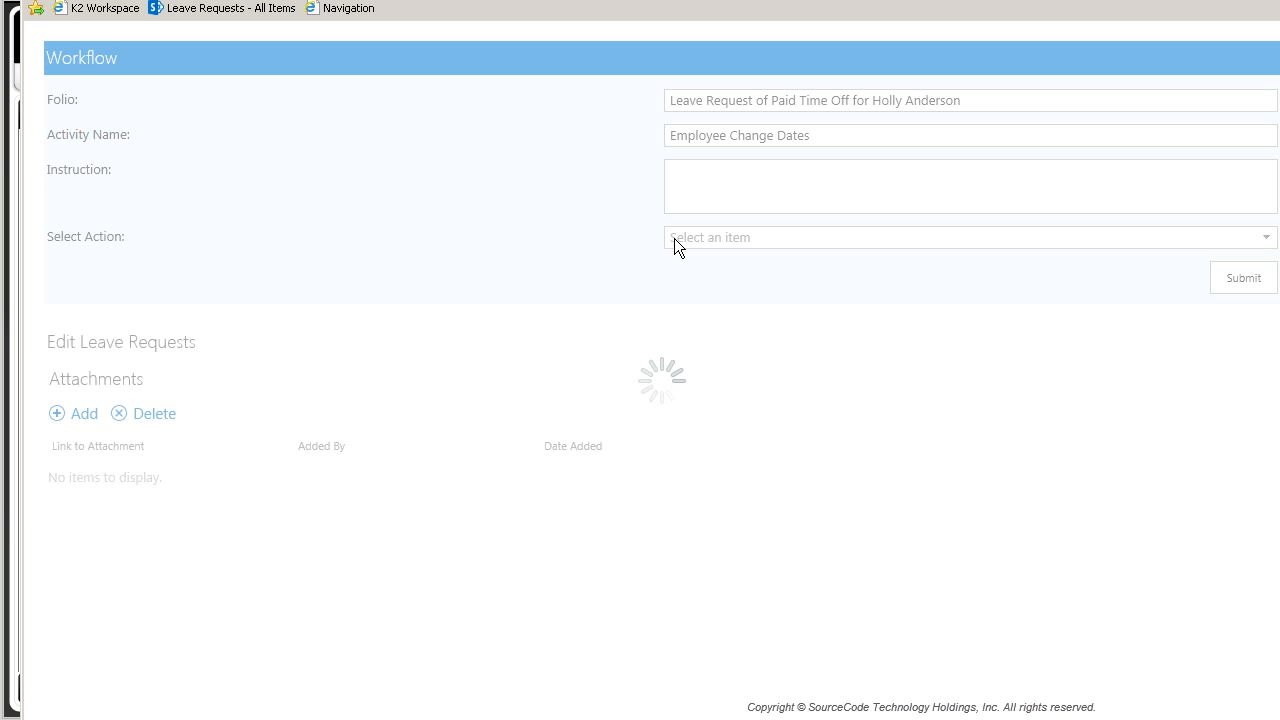 K2 Workspace Leave Requests - All Items Navigation
Workflow
Folio: Leave Request of Paid Time Off for Holly Anderson
Activity Name: Employee Change Dates
Instruction:
Select Action: Select an item
Submit
Edit Leave Requests
Attachments
Add Delete
Link to Attachment Added By Date Added
No items to display.
Copyright © SourceCode Technology Holdings, Inc. All rights reserved.